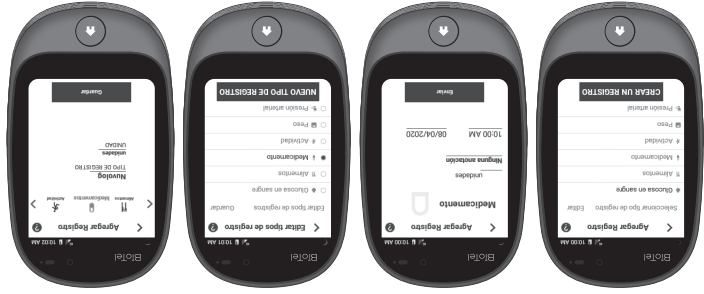 BioTel
10:00 AM
Agregar Registro ?
Seleccionar tipo de registro Editar
Glucosa en sangre
Alimentos
Medicamento
Actividad
Peso
Presión arterial
CREAR UN REGISTRO
BioTel
10:00 AM
Agregar Registro ?
Medicamento
unidades
Ninguna anotación
10:00 AM 08/04/2020
Enviar
BioTel
10:01 AM
Editar tipos de registro ?
Editar tipos de registros Guardar
Glucosa en sangre
Alimentos
Medicamento
Actividad
Peso
Presión arterial
NUEVO TIPO DE REGISTRO
BioTel
10:02 AM
Agregar Registro ?
Alimentos Medicamentos Actividad
Nuvolog
TIPO DE REGISTRO
unidades
UNIDAD
Guardar